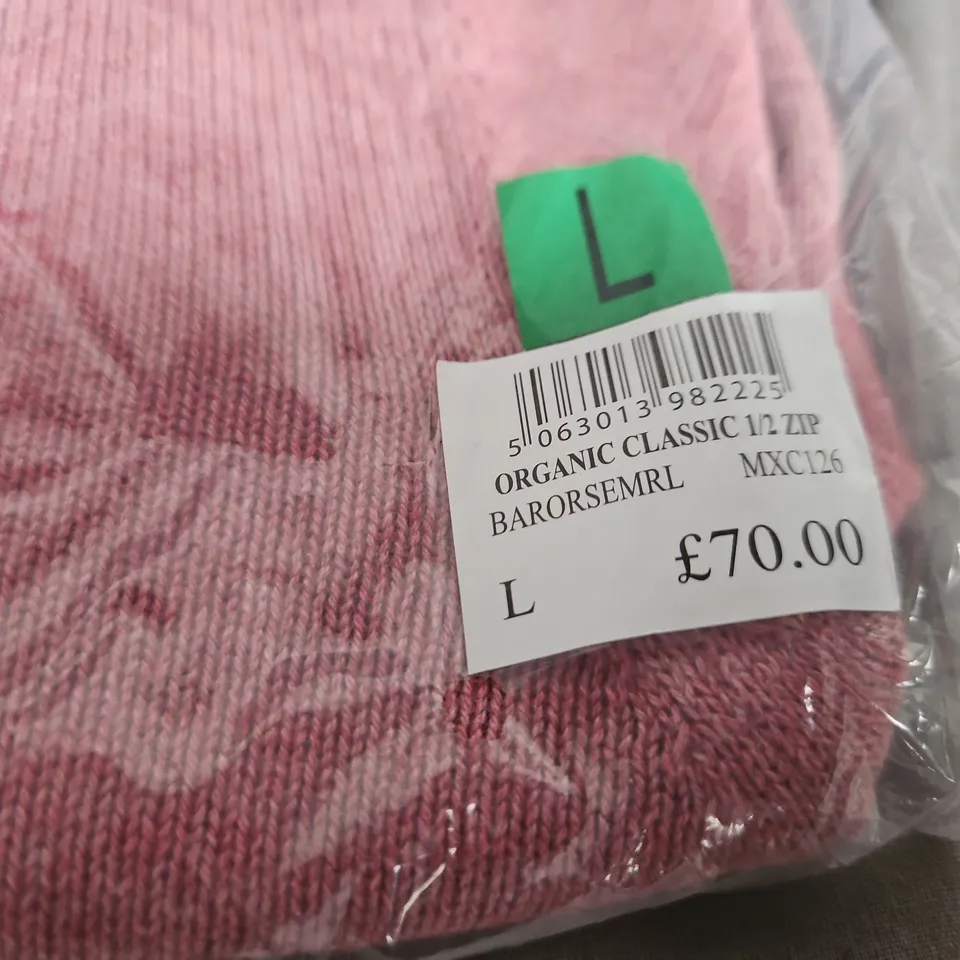 L
5 063013 982225
ORGANIC CLASSIC 1/2 ZIP
BARORSEMRL MXC126
L £70.00